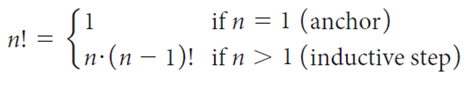 n! = { 1 if n = 1 (anchor)
n·(n − 1)! if n > 1 (inductive step)